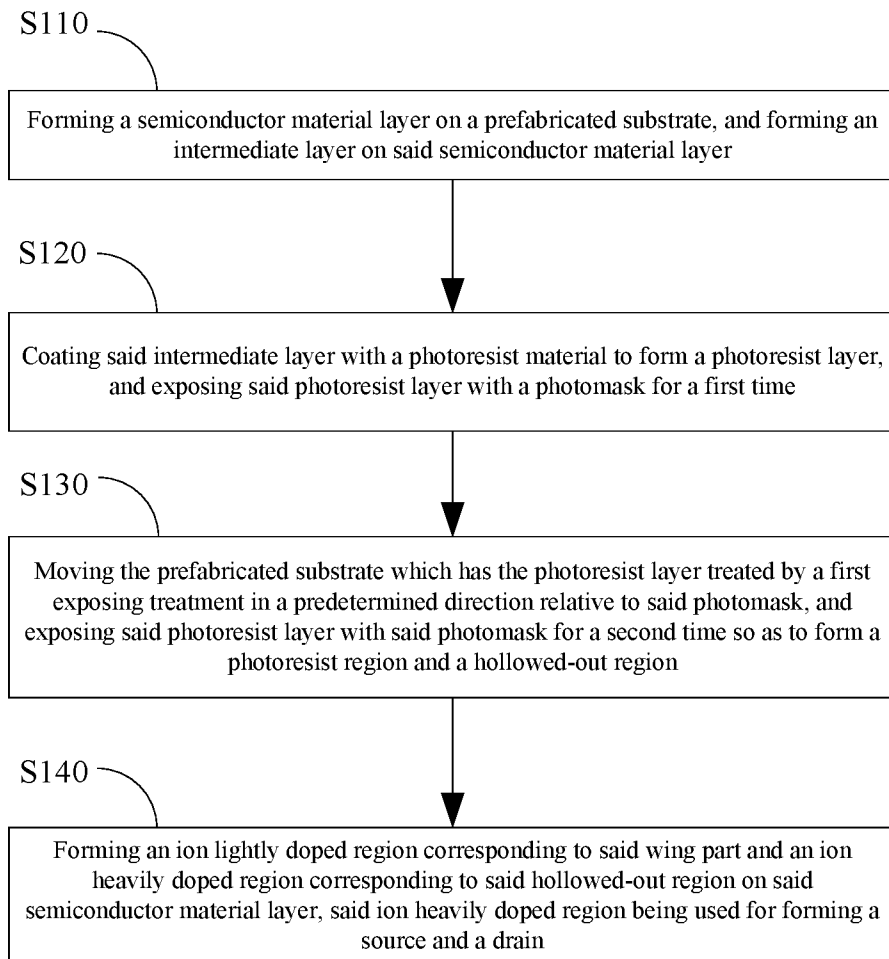 S110
Forming a semiconductor material layer on a prefabricated substrate, and forming an
intermediate layer on said semiconductor material layer
S120
Coating said intermediate layer with a photoresist material to form a photoresist layer,
and exposing said photoresist layer with a photomask for a first time
S130
Moving the prefabricated substrate which has the photoresist layer treated by a first
exposing treatment in a predetermined direction relative to said photomask, and
exposing said photoresist layer with said photomask for a second time so as to form a
photoresist region and a hollowed-out region
S140
Forming an ion lightly doped region corresponding to said wing part and an ion
heavily doped region corresponding to said hollowed-out region on said
semiconductor material layer, said ion heavily doped region being used for forming a
source and a drain